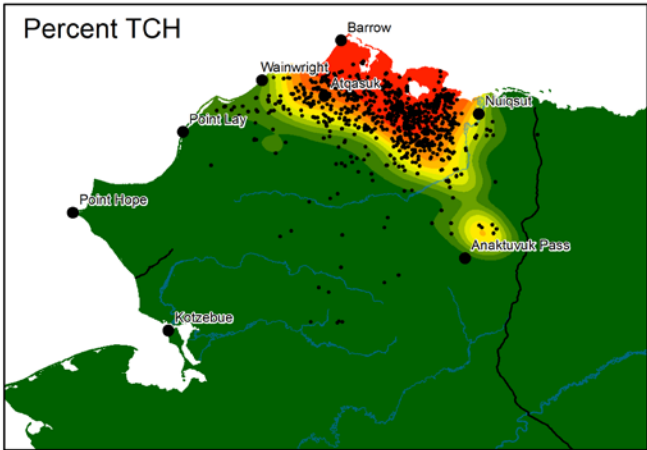 Percent TCH
Barrow
Wainwright
Atqasuk
Nuiqsut
Point Lay
Point Hope
Anaktuvuk Pass
Kotzebue